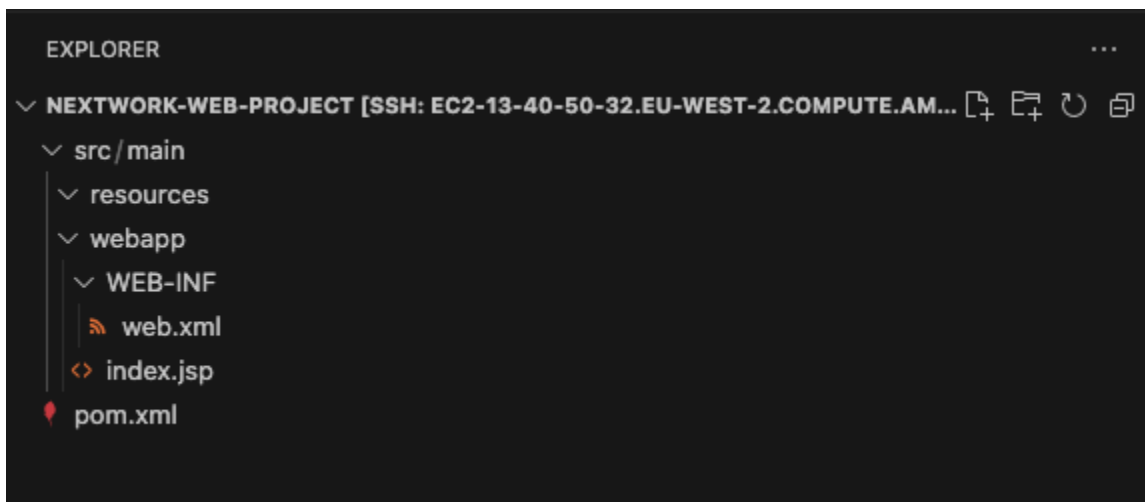 EXPLORER
NEXTWORK-WEB-PROJECT [SSH: EC2-13-40-50-32.EU-WEST-2.COMPUTE.AM...
src/main
resources
webapp
WEB-INF
web.xml
index.jsp
pom.xml